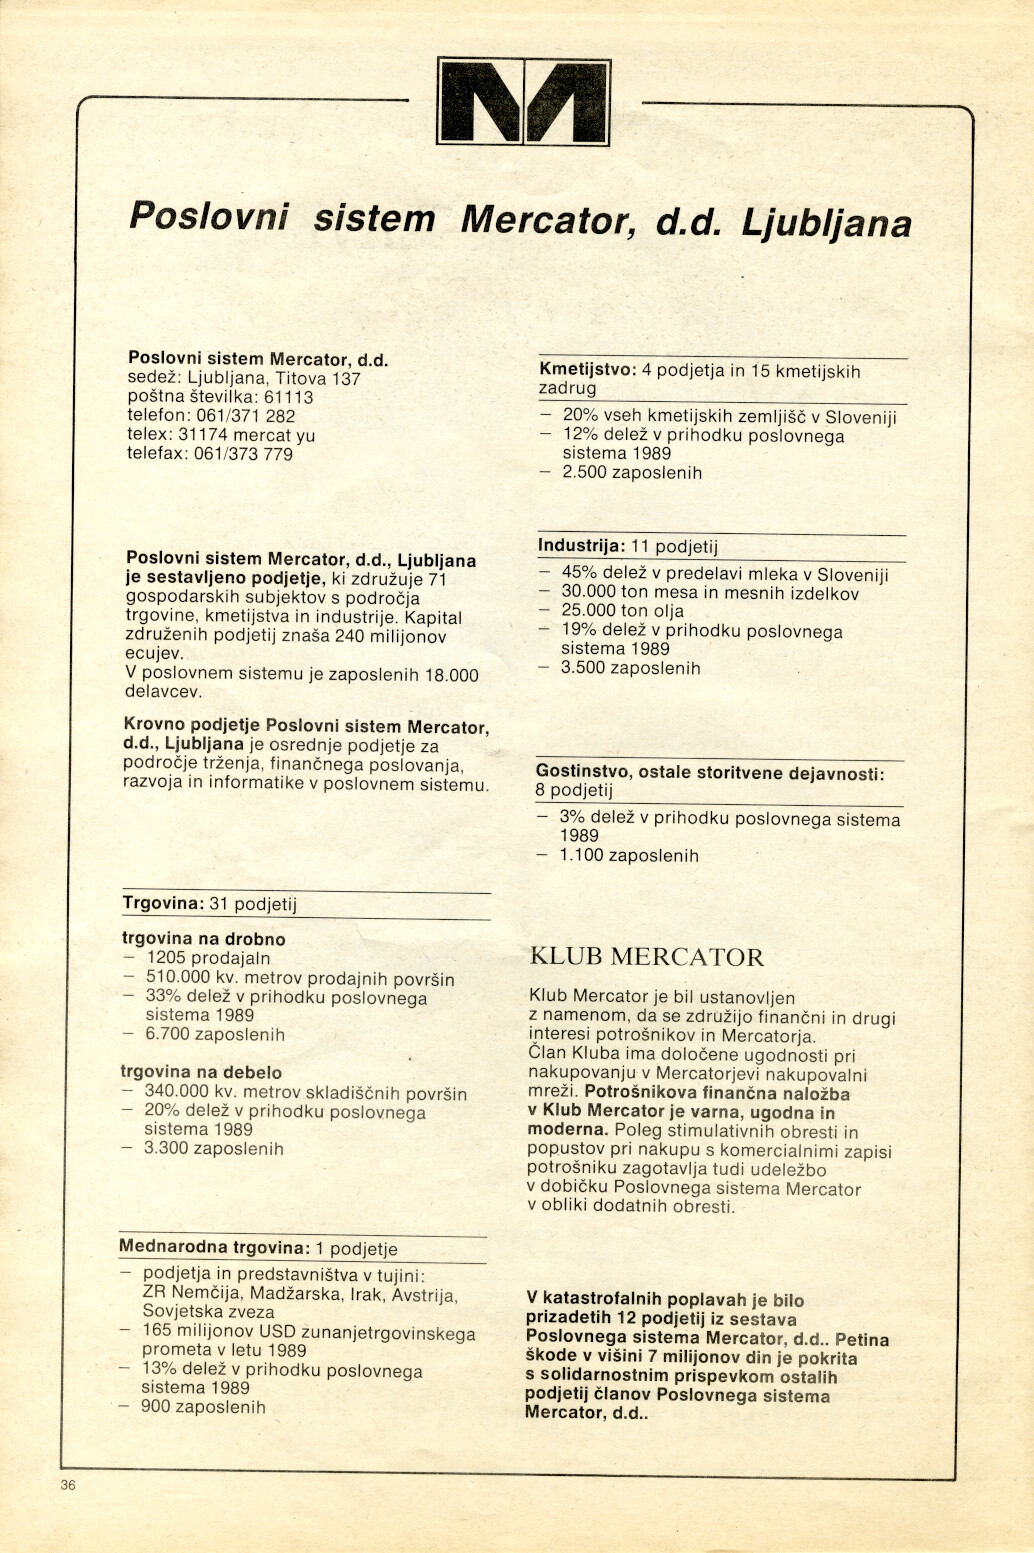 Poslovni sistem Mercator, d.d. Ljubljana
Poslovni sistem Mercator, d.d.
sedež: Ljubljana, Titova 137
poštna številka: 61113
telefon: 061/371 282
telex: 31174 mercat yu
telefax: 061/373 779
Poslovni sistem Mercator, d.d., Ljubljana
je sestavljeno podjetje, ki združuje 71
gospodarskih subjektov s področja
trgovine, kmetijstva in industrije. Kapital
združenih podjetij znaša 240 milijonov
ecujev.
V poslovnem sistemu je zaposlenih 18.000
delavcev.
Krovno podjetje Poslovni sistem Mercator,
d.d., Ljubljana je osrednje podjetje za
področje trženja, finančnega poslovanja,
razvoja in informatike v poslovnem sistemu.
Trgovina: 31 podjetij
trgovina na drobno
– 1205 prodajaln
– 510.000 kv. metrov prodajnih površin
– 33% delež v prihodku poslovnega
sistema 1989
– 6.700 zaposlenih
trgovina na debelo
– 340.000 kv. metrov skladiščnih površin
– 20% delež v prihodku poslovnega
sistema 1989
– 3.300 zaposlenih
Mednarodna trgovina: 1 podjetje
– podjetja in predstavništva v tujini:
ZR Nemčija, Madžarska, Irak, Avstrija,
Sovjetska zveza
– 165 milijonov USD zunanjetrgovinskega
prometa v letu 1989
– 13% delež v prihodku poslovnega
sistema 1989
– 900 zaposlenih
Kmetijstvo: 4 podjetja in 15 kmetijskih
zadrug
– 20% vseh kmetijskih zemljišč v Sloveniji
– 12% delež v prihodku poslovnega
sistema 1989
– 2.500 zaposlenih
Industrija: 11 podjetij
– 45% delež v predelavi mleka v Sloveniji
– 30.000 ton mesa in mesnih izdelkov
– 25.000 ton olja
– 19% delež v prihodku poslovnega
sistema 1989
– 3.500 zaposlenih
Gostinstvo, ostale storitvene dejavnosti:
8 podjetij
– 3% delež v prihodku poslovnega sistema
1989
– 1.100 zaposlenih
KLUB MERCATOR
Klub Mercator je bil ustanovljen
z namenom, da se združijo finančni in drugi
interesi potrošnikov in Mercatorja.
Član Kluba ima določene ugodnosti pri
nakupovanju v Mercatorjevi nakupovalni
mreži. Potrošnikova finančna naložba
v Klub Mercator je varna, ugodna in
moderna. Poleg stimulativnih obresti in
popustov pri nakupu s komercialnimi zapisi
potrošniku zagotavlja tudi udeležbo
v dobičku Poslovnega sistema Mercator
v obliki dodatnih obresti.
V katastrofalnih poplavah je bilo
prizadetih 12 podjetij iz sestava
Poslovnega sistema Mercator, d.d.. Petina
škode v višini 7 milijonov din je pokrita
s solidarnostnim prispevkom ostalih
podjetij članov Poslovnega sistema
Mercator, d.d..
36